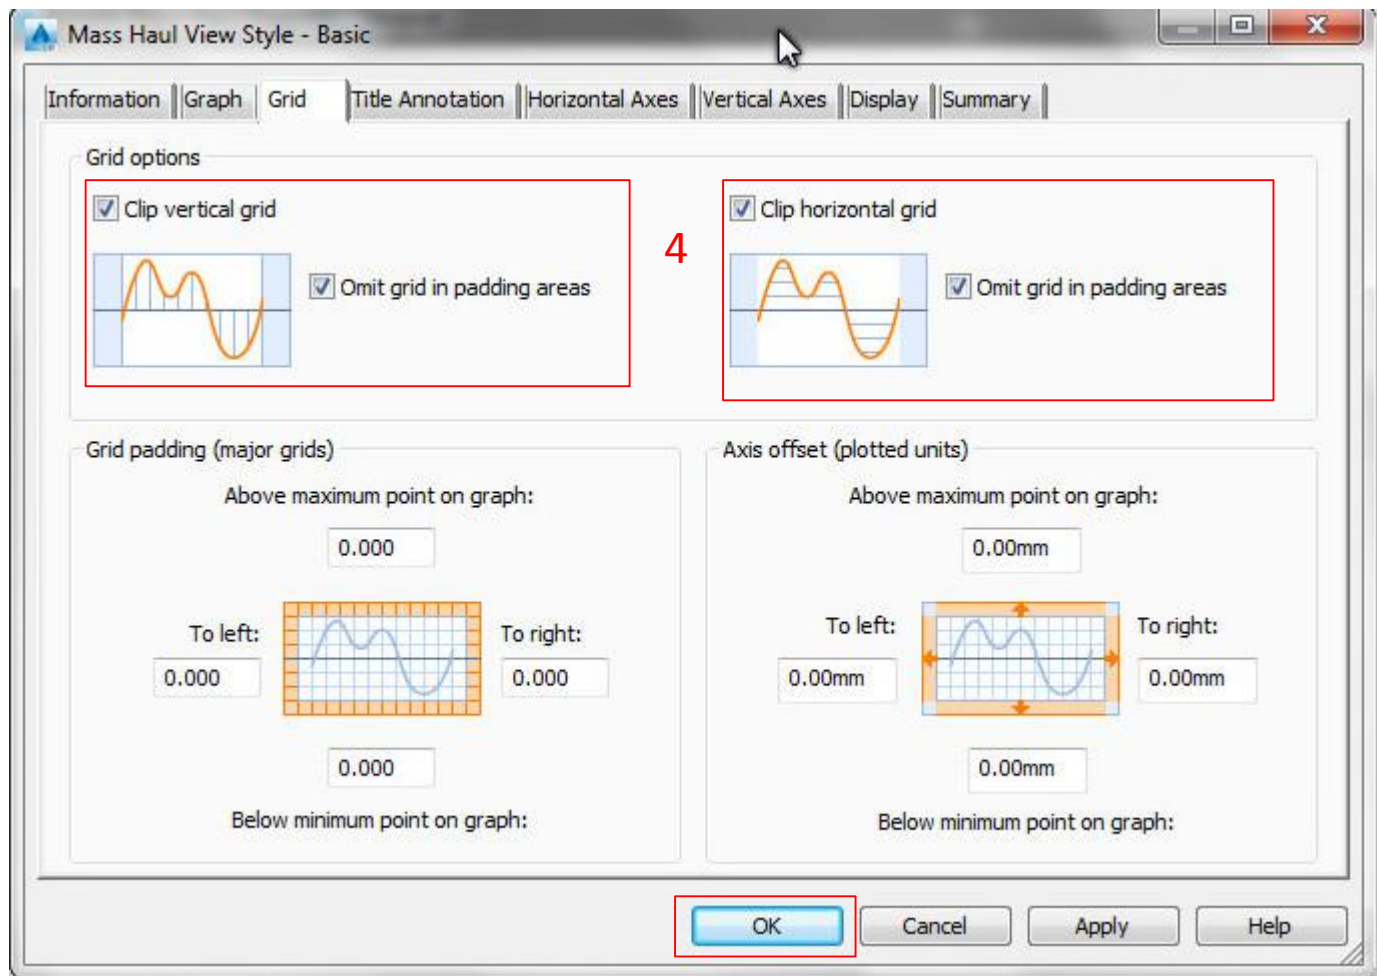 Mass Haul View Style - Basic
Information Graph Grid Title Annotation Horizontal Axes Vertical Axes Display Summary
Grid options
Clip vertical grid
Omit grid in padding areas
4
Clip horizontal grid
Omit grid in padding areas
Grid padding (major grids)
Above maximum point on graph:
0.000
To left:
0.000
To right:
0.000
0.000
Below minimum point on graph:
Axis offset (plotted units)
Above maximum point on graph:
0.00mm
To left:
0.00mm
To right:
0.00mm
0.00mm
Below minimum point on graph:
OK Cancel Apply Help